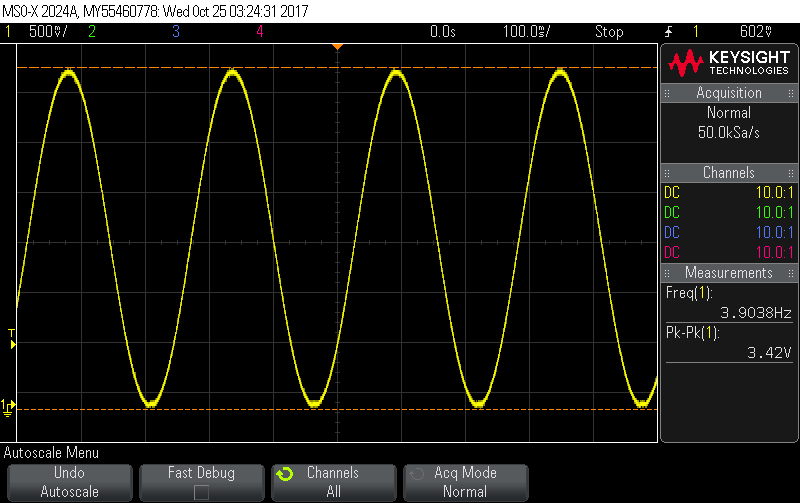 MSO-X 2024A, MY55460778: Wed Oct 25 03:24:31 2017
1 500♥/ 2 3 4 0.0s 100.0♥/ Stop 1 602♥
KEYSIGHT
TECHNOLOGIES
Acquisition
Normal
50.0kSa/s
Channels
DC 10.0:1
DC 10.0:1
DC 10.0:1
DC 10.0:1
Measurements
Freq(1):
3.9038Hz
Pk-Pk(1):
3.42V
T
1
Autoscale Menu
Undo
Autoscale
Fast Debug
Channels
All
Acq Mode
Normal